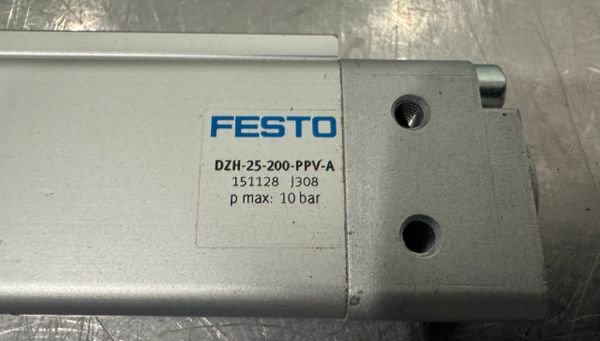 FESTO
DZH-25-200-PPV-A
151128 J308
p max: 10 bar